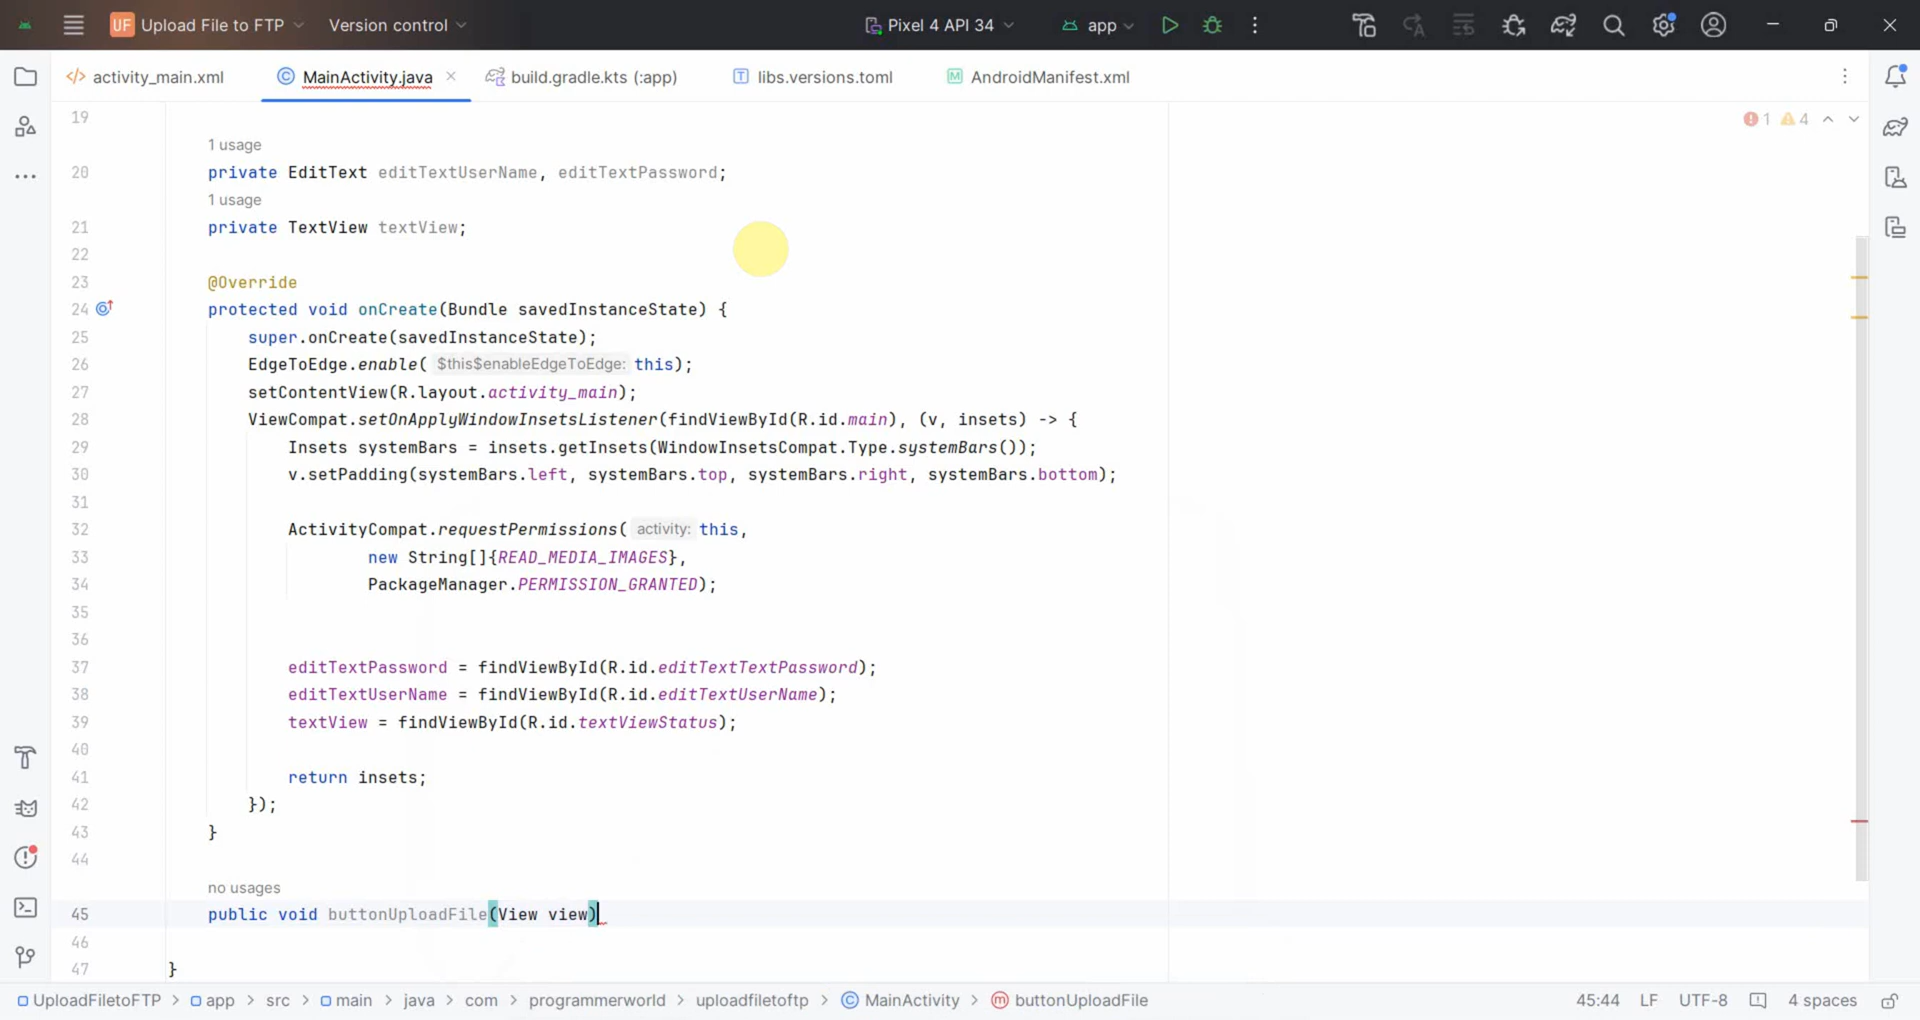 UF Upload File to FTP Version control Pixel 4 API 34 app
activity_main.xml MainActivity.java build.gradle.kts (:app) libs.versions.toml AndroidManifest.xml
19 1 4
1 usage
20 private EditText editTextUserName, editTextPassword;
1 usage
21 private TextView textView;
22
23 @Override
24 protected void onCreate(Bundle savedInstanceState) {
25 super.onCreate(savedInstanceState);
26 EdgeToEdge.enable( $this$enableEdgeToEdge: this);
27 setContentView(R.layout.activity_main);
28 ViewCompat.setOnApplyWindowInsetsListener(findViewById(R.id.main), (v, insets) -> {
29 Insets systemBars = insets.getInsets(WindowInsetsCompat.Type.systemBars());
30 v.setPadding(systemBars.left, systemBars.top, systemBars.right, systemBars.bottom);
31
32 ActivityCompat.requestPermissions( activity: this,
33 new String[]{READ_MEDIA_IMAGES},
34 PackageManager.PERMISSION_GRANTED);
35
36
37 editTextPassword = findViewById(R.id.editTextTextPassword);
38 editTextUserName = findViewById(R.id.editTextUserName);
39 textView = findViewById(R.id.textViewStatus);
40
41 return insets;
42 });
43 }
44
no usages
45 public void buttonUploadFile(View view)
46
47 }
UploadFiletoFTP > app > src > main > java > com > programmerworld > uploadfiletoftp > MainActivity > buttonUploadFile 45:44 LF UTF-8 4 spaces